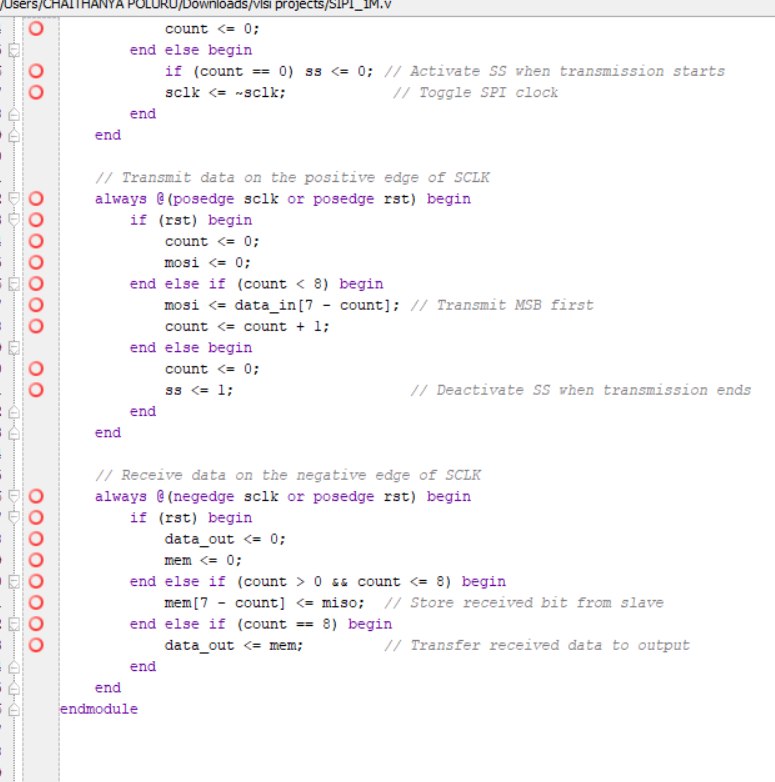 /Users/CHAITHANYA POLURU/Downloads/vlsi projects/SIPI_1M.v
count <= 0;
end else begin
if (count == 0) ss <= 0; // Activate SS when transmission starts
sclk <= ~sclk; // Toggle SPI clock
end
end
// Transmit data on the positive edge of SCLK
always @(posedge sclk or posedge rst) begin
if (rst) begin
count <= 0;
mosi <= 0;
end else if (count < 8) begin
mosi <= data_in[7 - count]; // Transmit MSB first
count <= count + 1;
end else begin
count <= 0;
ss <= 1; // Deactivate SS when transmission ends
end
end
// Receive data on the negative edge of SCLK
always @(negedge sclk or posedge rst) begin
if (rst) begin
data_out <= 0;
mem <= 0;
end else if (count > 0 && count <= 8) begin
mem[7 - count] <= miso; // Store received bit from slave
end else if (count == 8) begin
data_out <= mem; // Transfer received data to output
end
end
endmodule